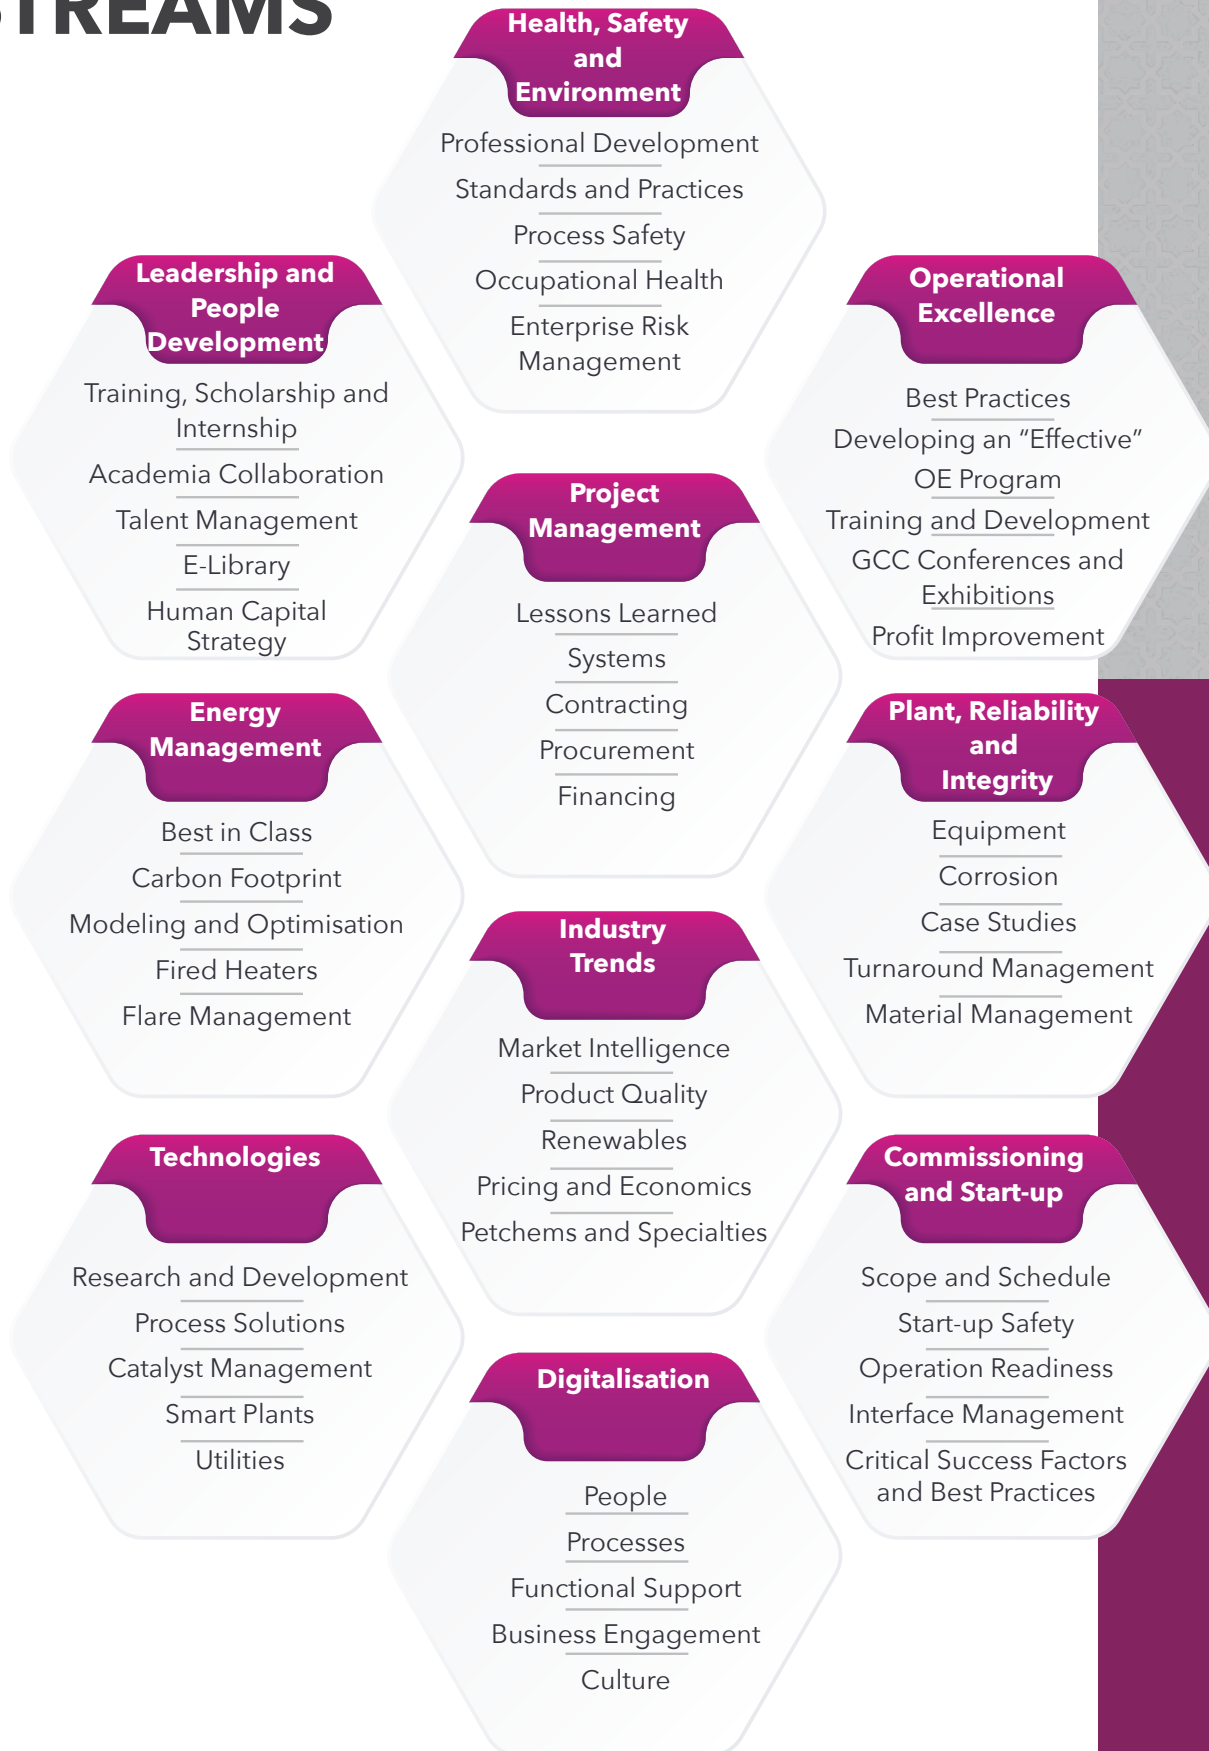 STREAMS
Health, Safety
and
Environment
Professional Development
Standards and Practices
Process Safety
Occupational Health
Enterprise Risk
Management
Leadership and
People
Development
Training, Scholarship and
Internship
Academia Collaboration
Talent Management
E-Library
Human Capital
Strategy
Operational
Excellence
Best Practices
Developing an “Effective”
OE Program
Training and Development
GCC Conferences and
Exhibitions
Profit Improvement
Project
Management
Lessons Learned
Systems
Contracting
Procurement
Financing
Energy
Management
Best in Class
Carbon Footprint
Modeling and Optimisation
Fired Heaters
Flare Management
Plant, Reliability
and
Integrity
Equipment
Corrosion
Case Studies
Turnaround Management
Material Management
Industry
Trends
Market Intelligence
Product Quality
Renewables
Pricing and Economics
Petchems and Specialties
Technologies
Research and Development
Process Solutions
Catalyst Management
Smart Plants
Utilities
Commissioning
and Start-up
Scope and Schedule
Start-up Safety
Operation Readiness
Interface Management
Critical Success Factors
and Best Practices
Digitalisation
People
Processes
Functional Support
Business Engagement
Culture